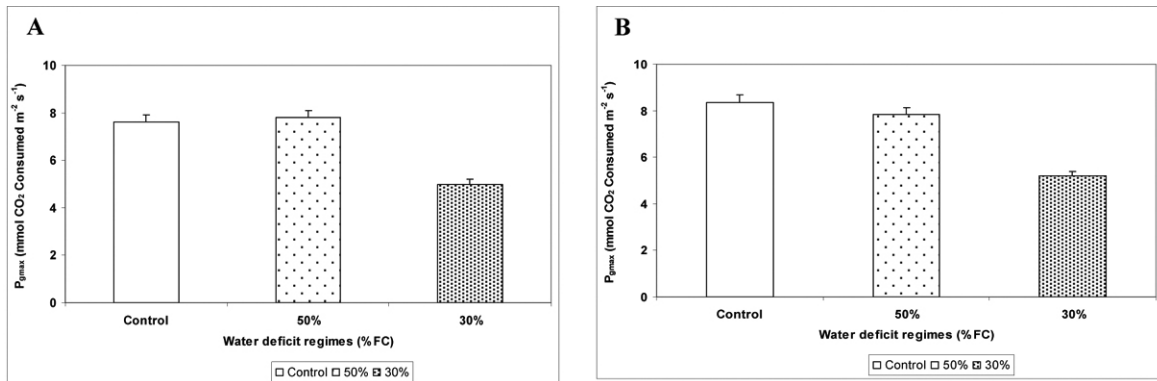 A
10
8
6
4
2
0
P_gmax (mmol CO₂ Consumed m⁻² s⁻¹)
Control 50% 30%
Water deficit regimes (%FC)
Control 50% 30%
B
10
8
6
4
2
0
P_gmax (mmol CO₂ Consumed m⁻² s⁻¹)
Control 50% 30%
Water deficit regimes (%FC)
Control 50% 30%